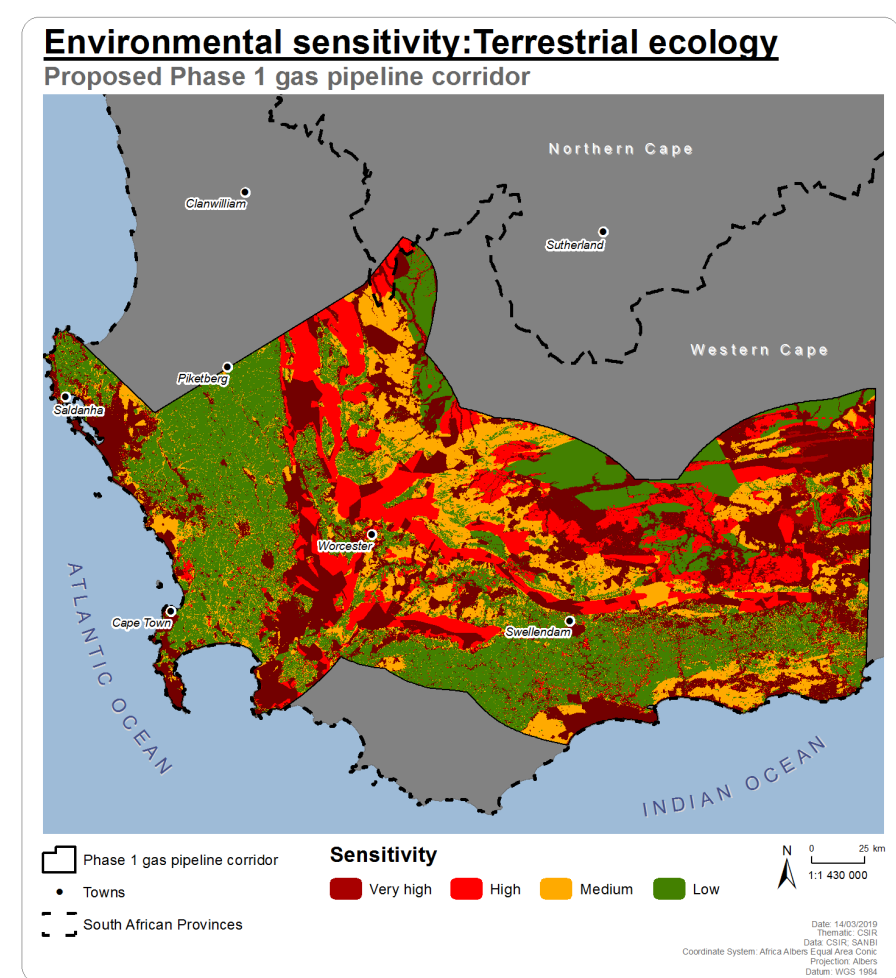 Environmental sensitivity:Terrestrial ecology
Proposed Phase 1 gas pipeline corridor
Northern Cape
Clanwilliam
Sutherland
Western Cape
Piketberg
Saldanha
Worcester
ATLANTIC OCEAN
Cape Town
Swellendam
INDIAN OCEAN
Phase 1 gas pipeline corridor
Towns
South African Provinces
Sensitivity
Very high
High
Medium
Low
N
0 25 km
1:1 430 000
Date: 14/03/2019
Thematic: CSIR
Data: CSIR; SANBI
Coordinate System: Africa Albers Equal Area Conic
Projection: Albers
Datum: WGS 1984